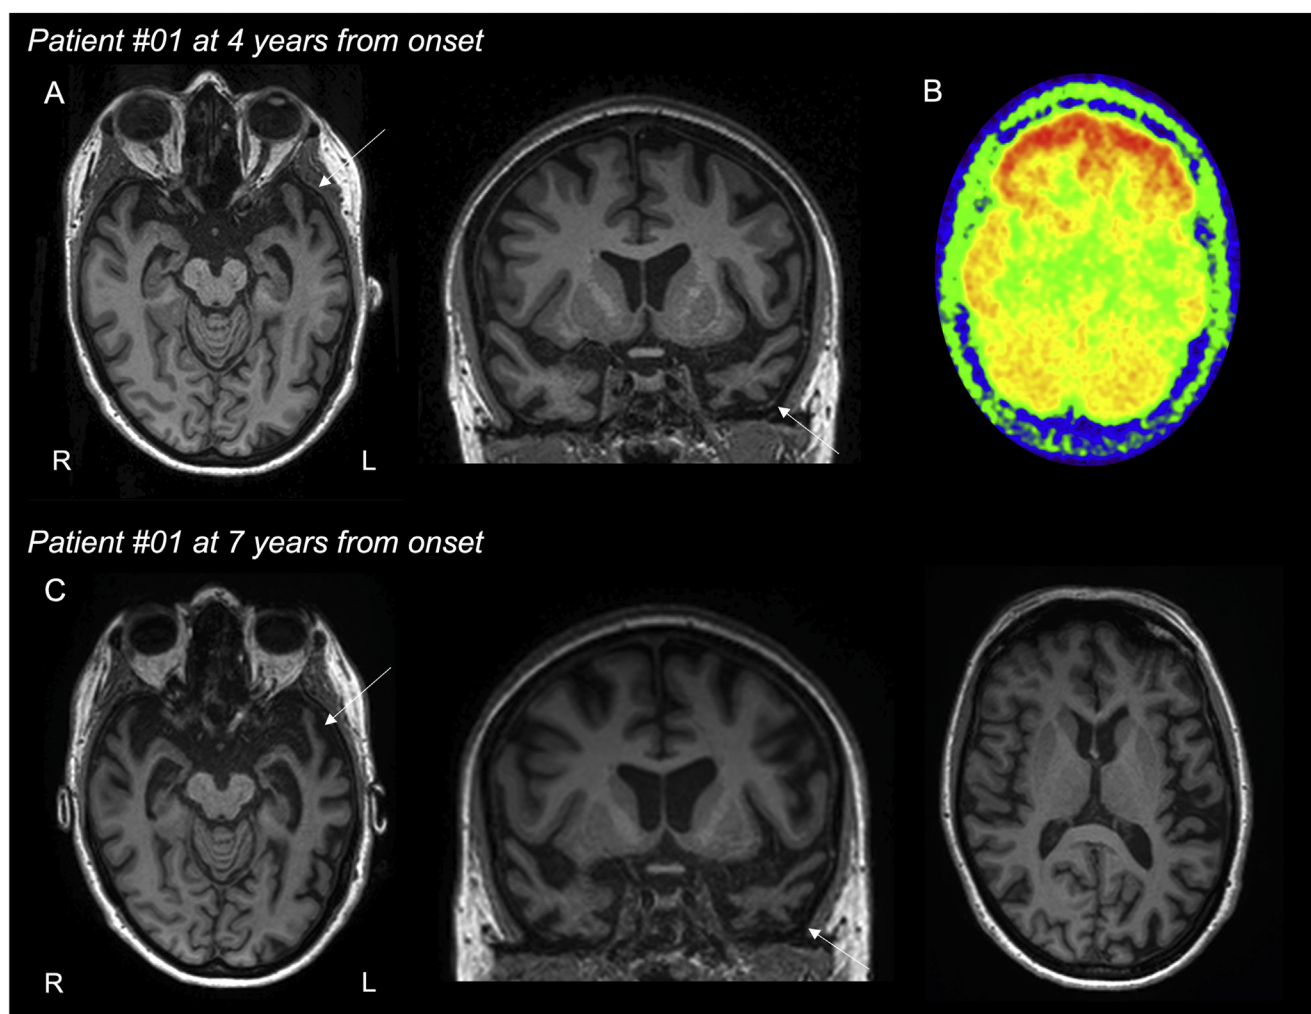 Patient #01 at 4 years from onset
A
B
R
L
Patient #01 at 7 years from onset
C
R
L